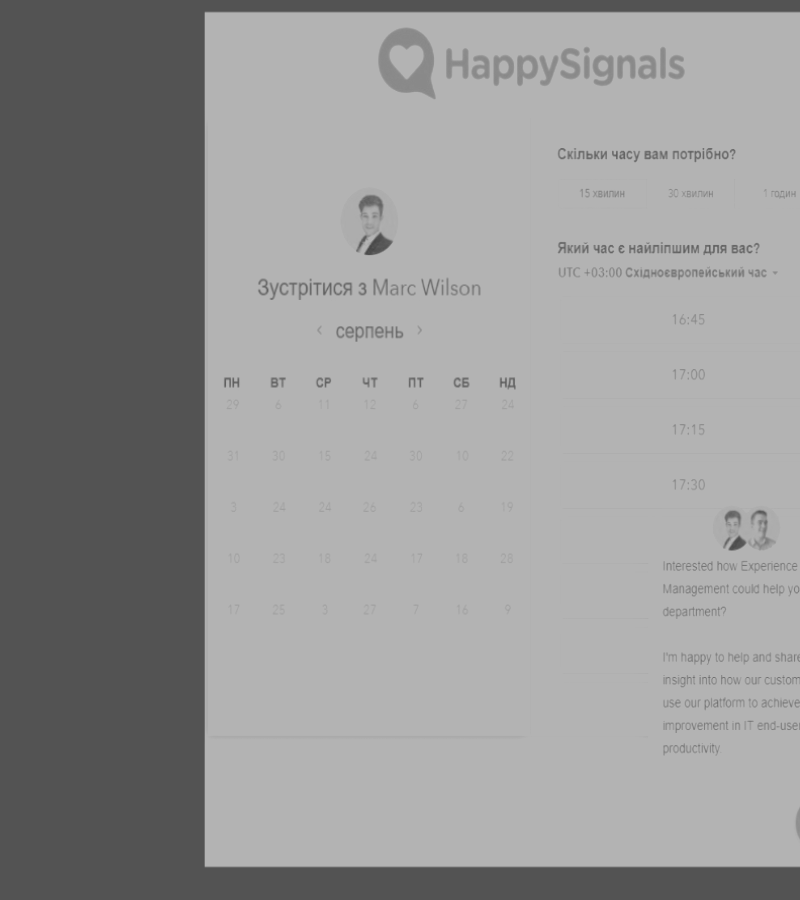 HappySignals
Скільки часу вам потрібно?
15 хвилин 30 хвилин 1 годин
Який час є найліпшим для вас?
UTC +03:00 Східноєвропейський час
Зустрітися з Marc Wilson
серпень
16:45
17:00
17:15
17:30
ПН ВТ СР ЧТ ПТ СБ НД
29 6 11 12 6 27 24
31 30 15 24 30 10 22
3 24 24 26 23 6 19
10 23 18 24 17 18 28
17 25 3 27 7 16 9
Interested how Experience
Management could help yo
department?
I'm happy to help and share
insight into how our custom
use our platform to achieve
improvement in IT end-user
productivity.